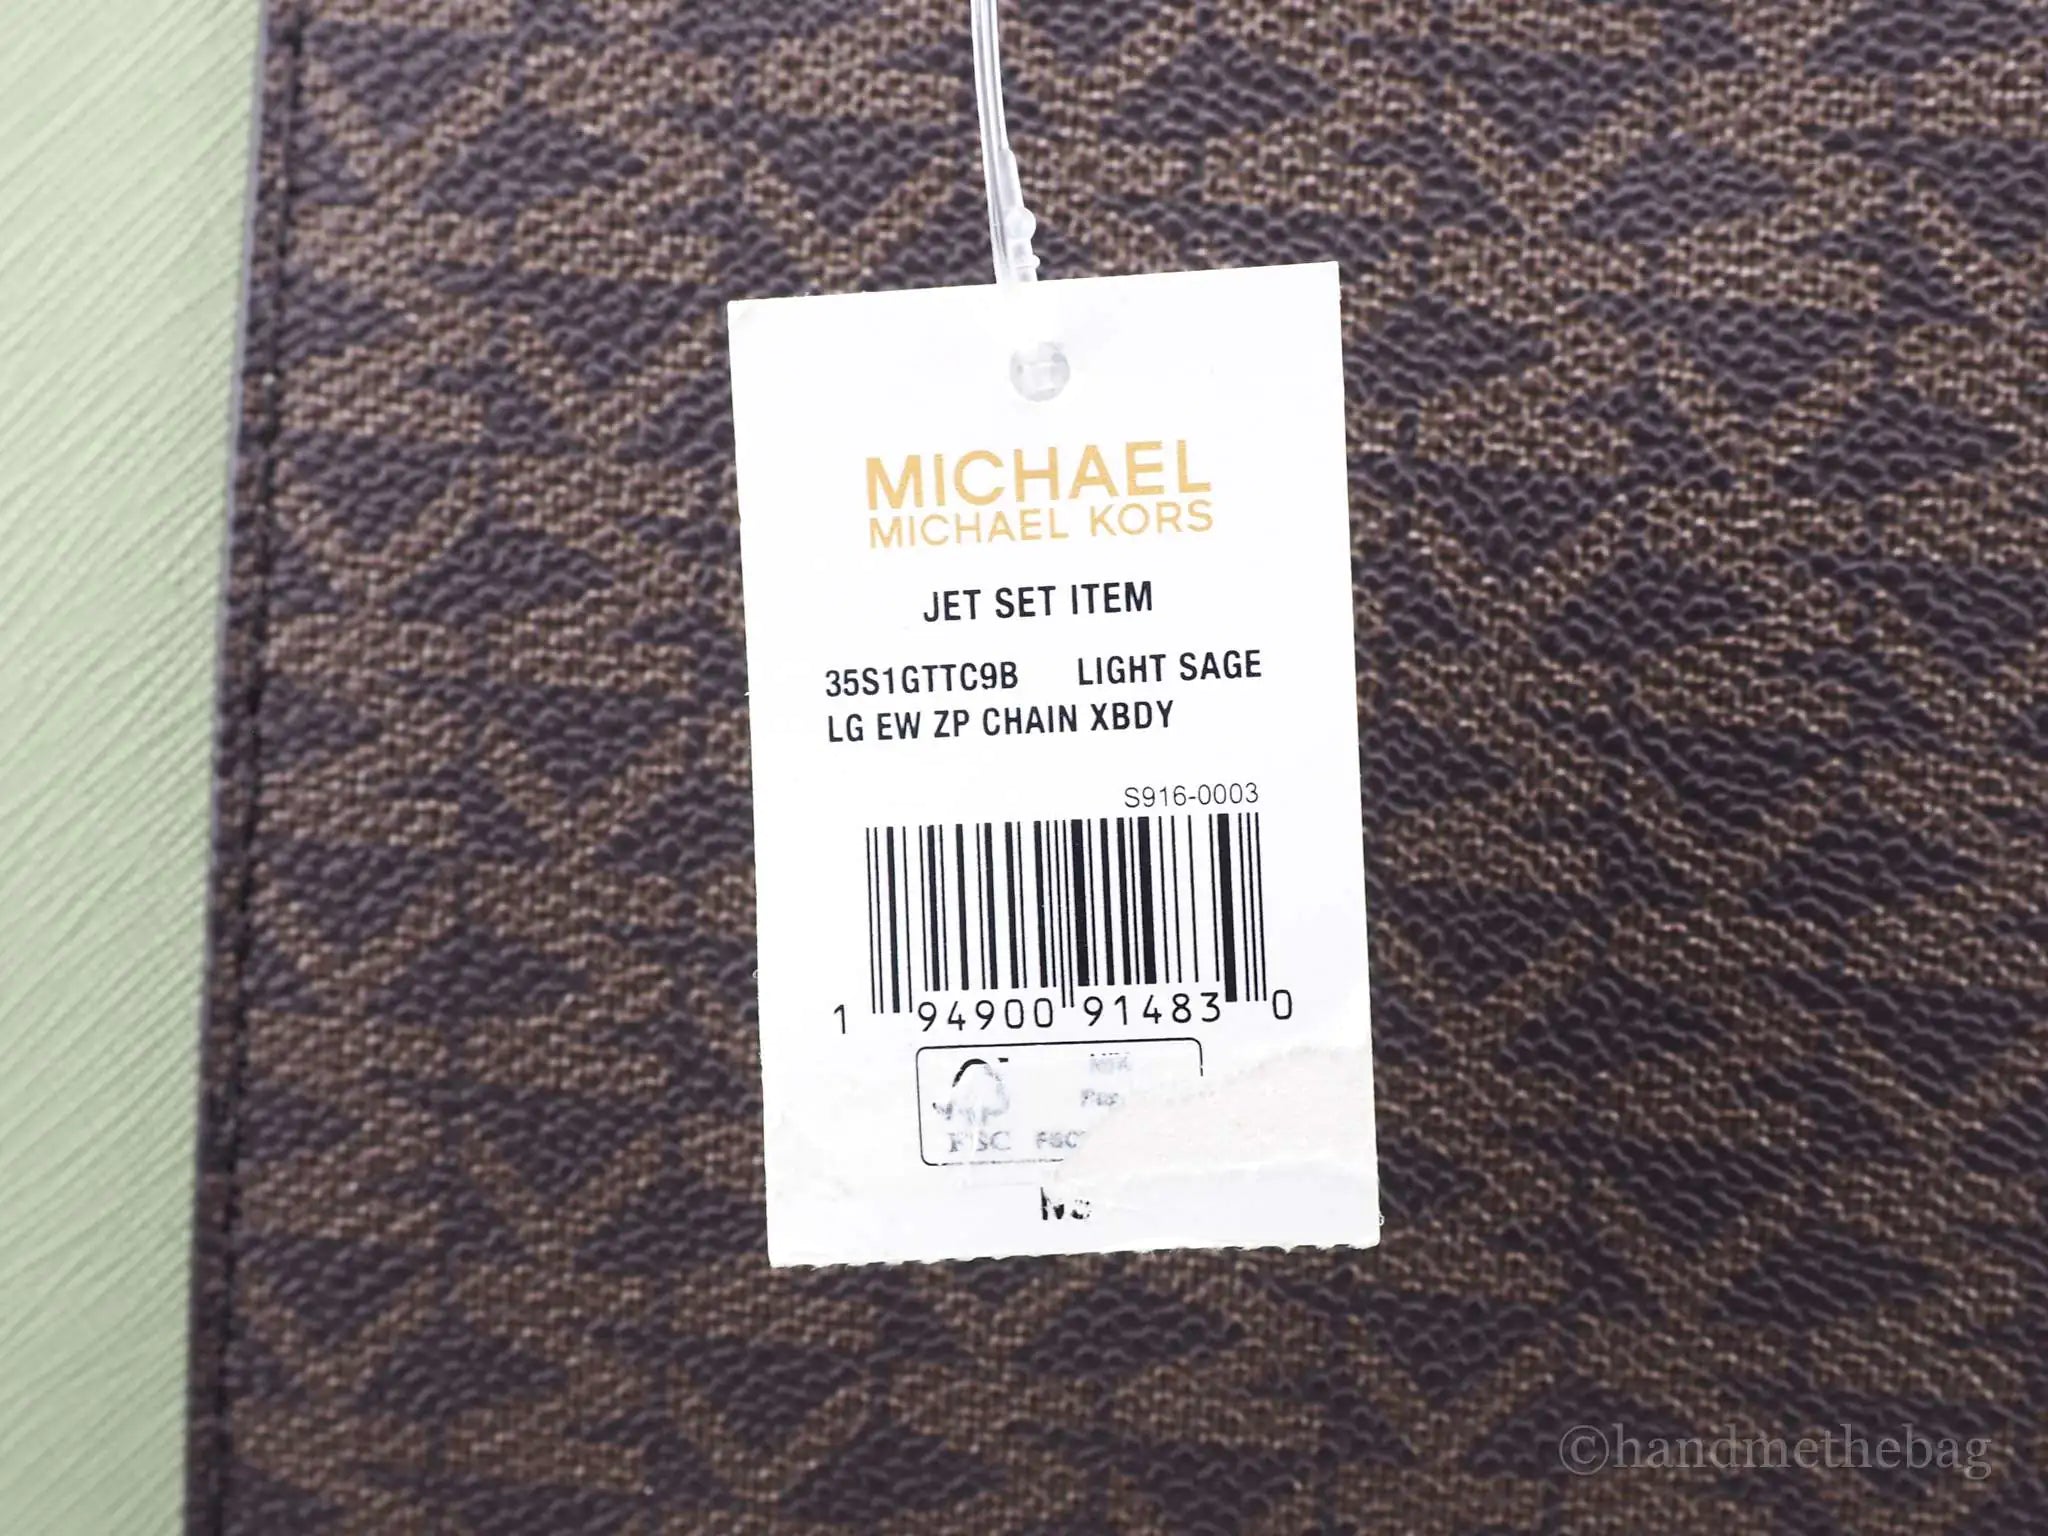 MICHAEL
MICHAEL KORS
JET SET ITEM
35S1GTTC9B LIGHT SAGE
LG EW ZP CHAIN XBDY
S916-0003
1 94900 91483 0
MIX
FSC
©handmethebag